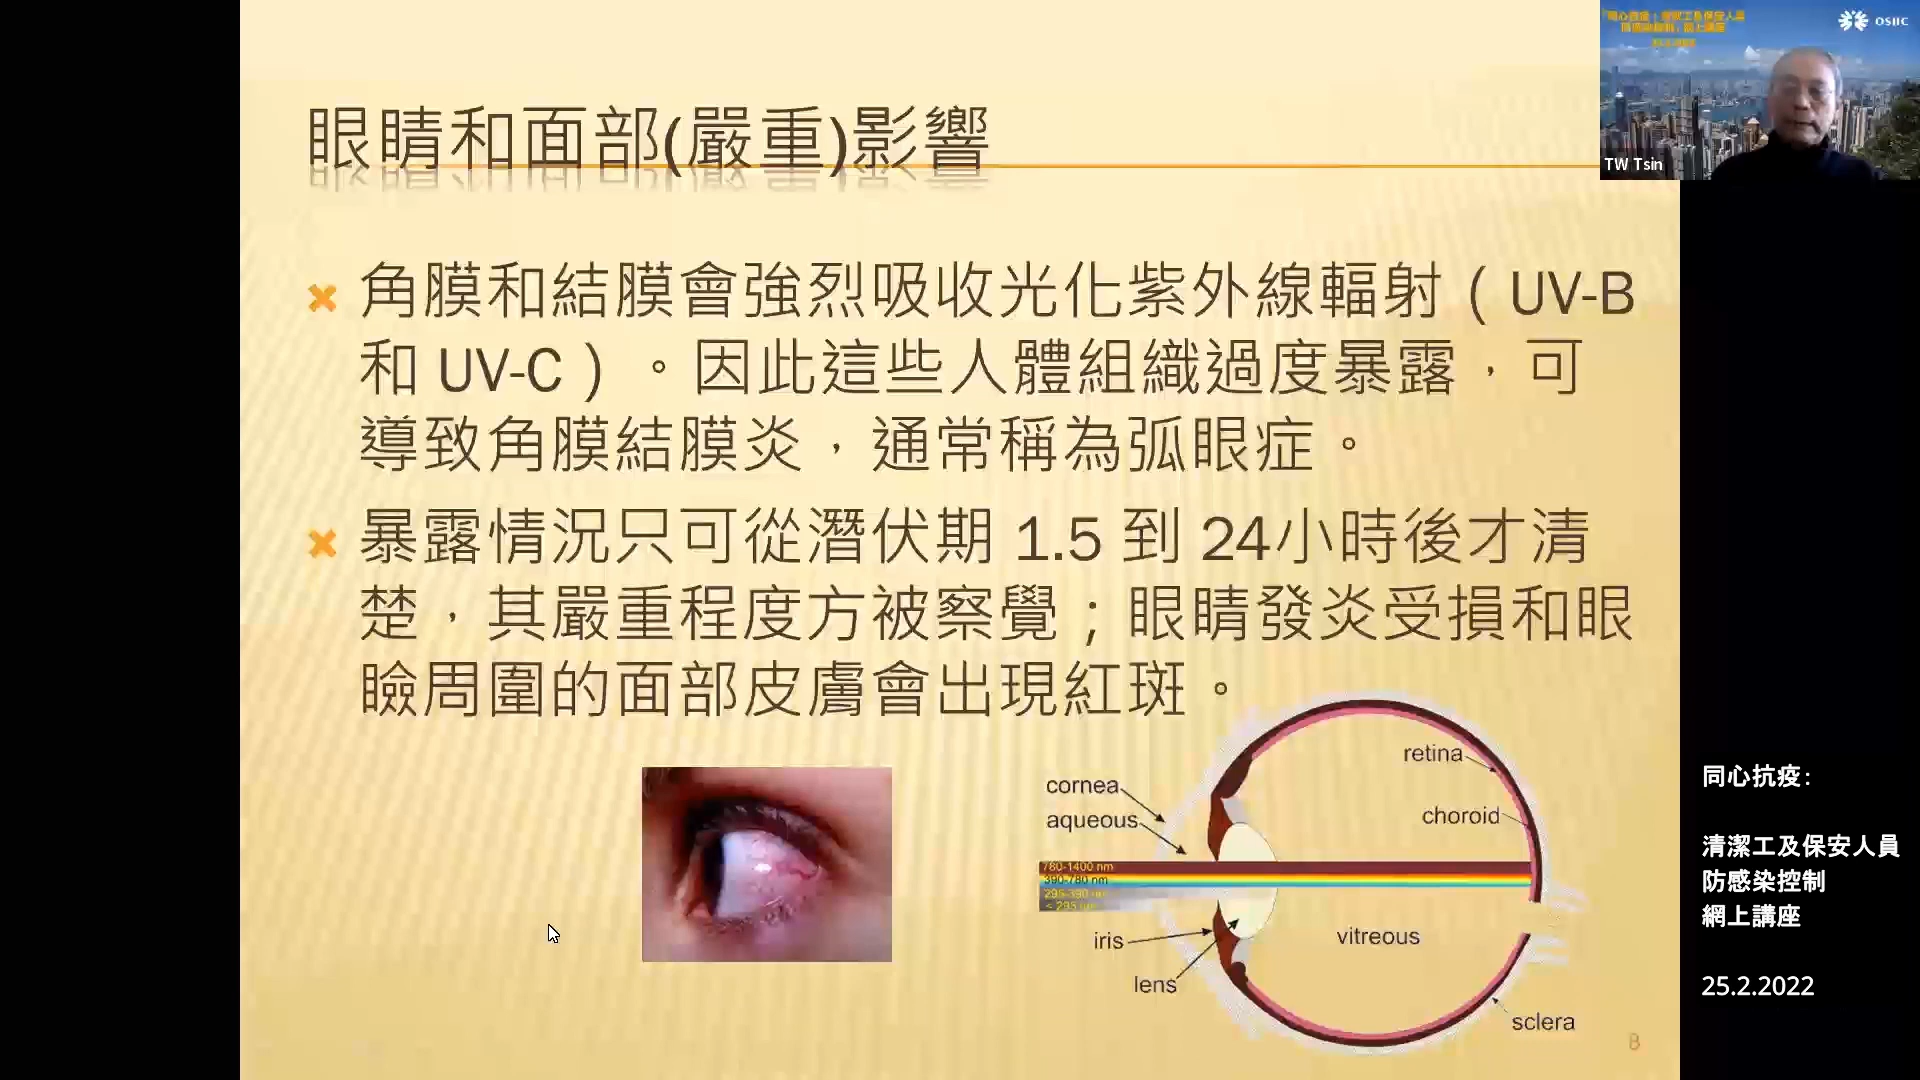 眼睛和面部(嚴重)影響
角膜和結膜會強烈吸收光化紫外線輻射（UV-B
和 UV-C）。因此這些人體組織過度暴露，可
導致角膜結膜炎，通常稱為弧眼症。
暴露情況只可從潛伏期 1.5 到 24小時後才清
楚，其嚴重程度方被察覺；眼睛發炎受損和眼
瞼周圍的面部皮膚會出現紅斑。
cornea
aqueous
780-1400 nm
390-780 nm
295-390 nm
< 295 nm
iris
lens
retina
choroid
vitreous
sclera
8
OSIIC
TW Tsin
同心抗疫：
清潔工及保安人員
防感染控制
網上講座
25.2.2022